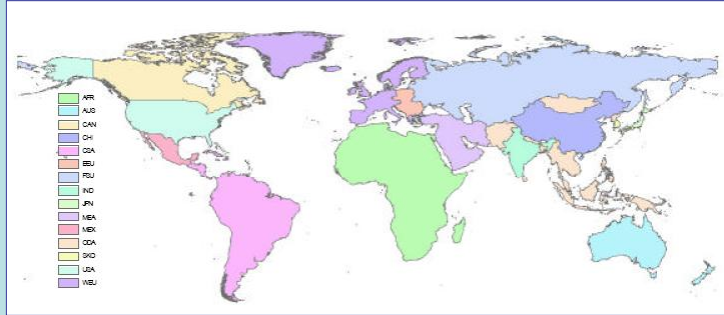 AFR
AUS
CAN
CHI
CSA
EEU
FSU
IND
JPN
MEA
MEX
ODA
SKO
USA
WEU